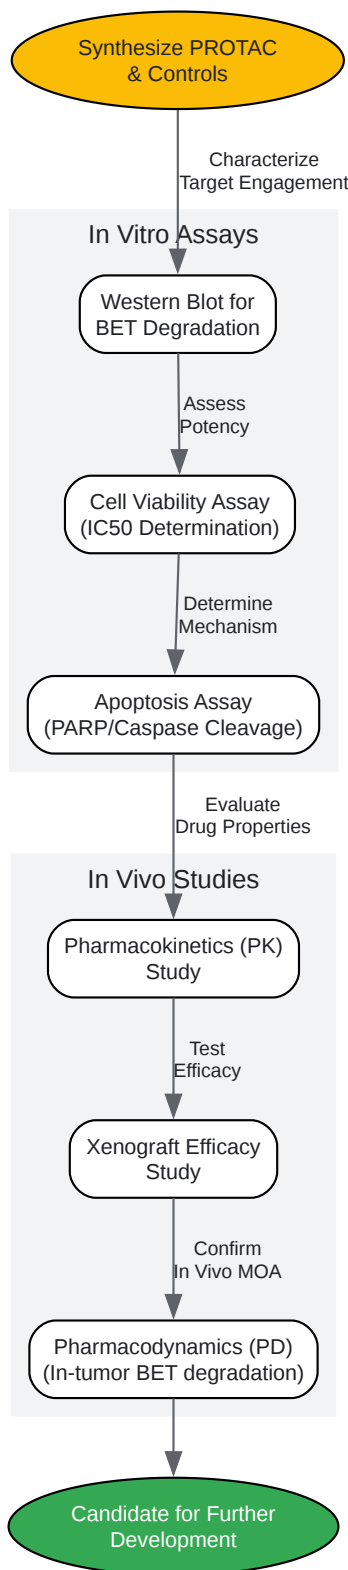 Synthesize PROTAC
& Controls
Characterize
Target Engagement
In Vitro Assays
Western Blot for
BET Degradation
Assess
Potency
Cell Viability Assay
(IC50 Determination)
Determine
Mechanism
Apoptosis Assay
(PARP/Caspase Cleavage)
Evaluate
Drug Properties
In Vivo Studies
Pharmacokinetics (PK)
Study
Test
Efficacy
Xenograft Efficacy
Study
Confirm
In Vivo MOA
Pharmacodynamics (PD)
(In-tumor BET degradation)
Candidate for Further
Development